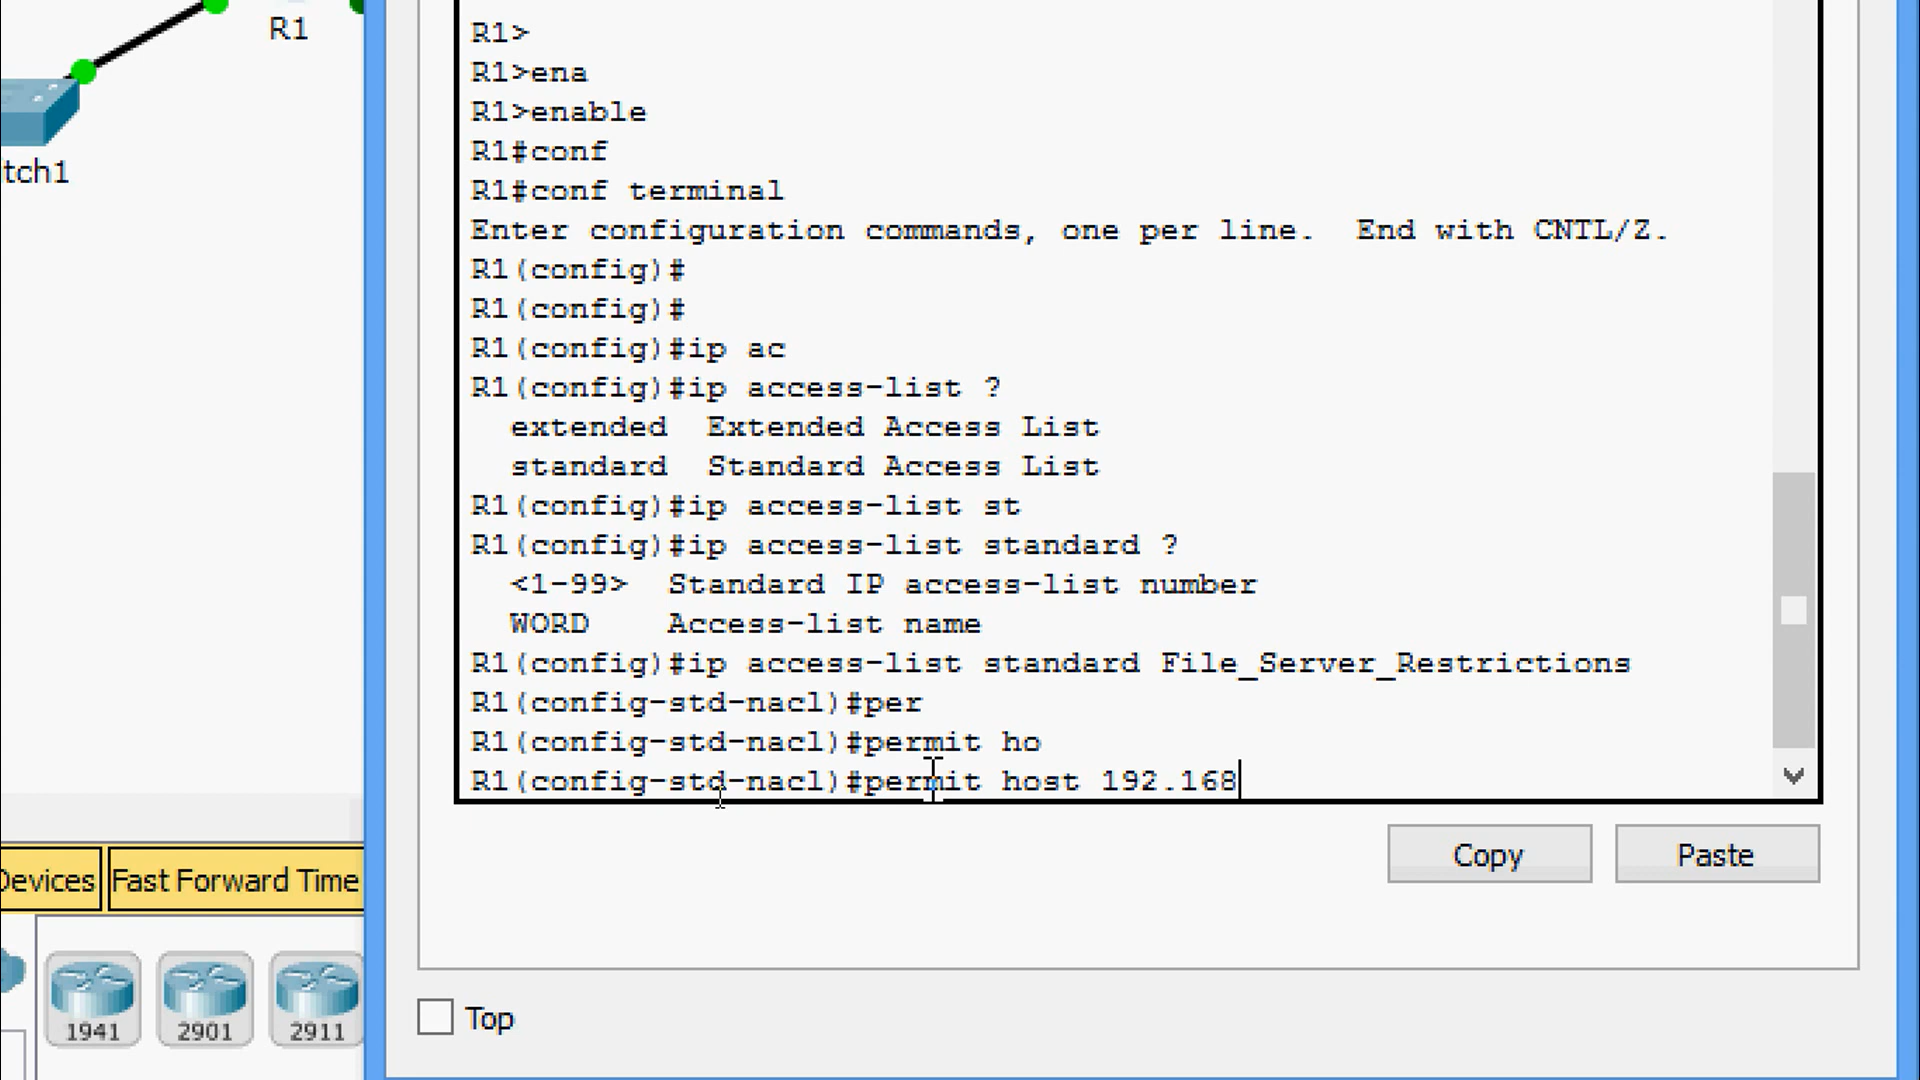 R1
tch1
R1>
R1>ena
R1>enable
R1#conf
R1#conf terminal
Enter configuration commands, one per line.  End with CNTL/Z.
R1(config)#
R1(config)#
R1(config)#ip ac
R1(config)#ip access-list ?
  extended  Extended Access List
  standard  Standard Access List
R1(config)#ip access-list st
R1(config)#ip access-list standard ?
  <1-99>  Standard IP access-list number
  WORD    Access-list name
R1(config)#ip access-list standard File_Server_Restrictions
R1(config-std-nacl)#per
R1(config-std-nacl)#permit ho
R1(config-std-nacl)#permit host 192.168
Copy
Paste
Devices
Fast Forward Time
1941
2901
2911
Top